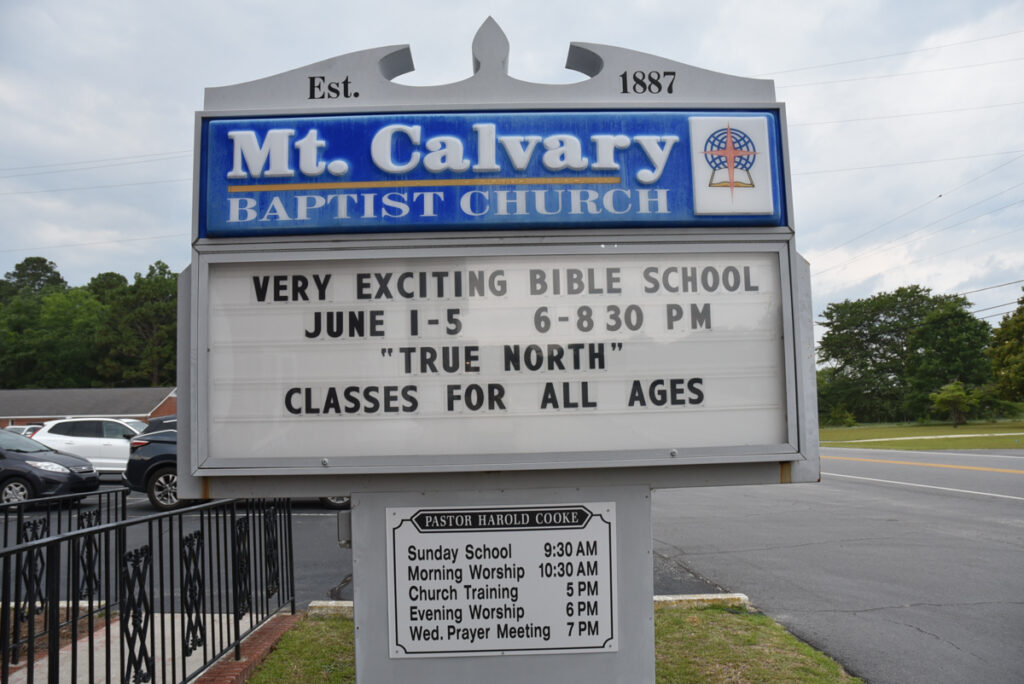 Est. 1887
Mt. Calvary
BAPTIST CHURCH
VERY EXCITING BIBLE SCHOOL
JUNE 1-5 6-8 30 PM
"TRUE NORTH"
CLASSES FOR ALL AGES
PASTOR HAROLD COOKE
Sunday School 9:30 AM
Morning Worship 10:30 AM
Church Training 5 PM
Evening Worship 6 PM
Wed. Prayer Meeting 7 PM